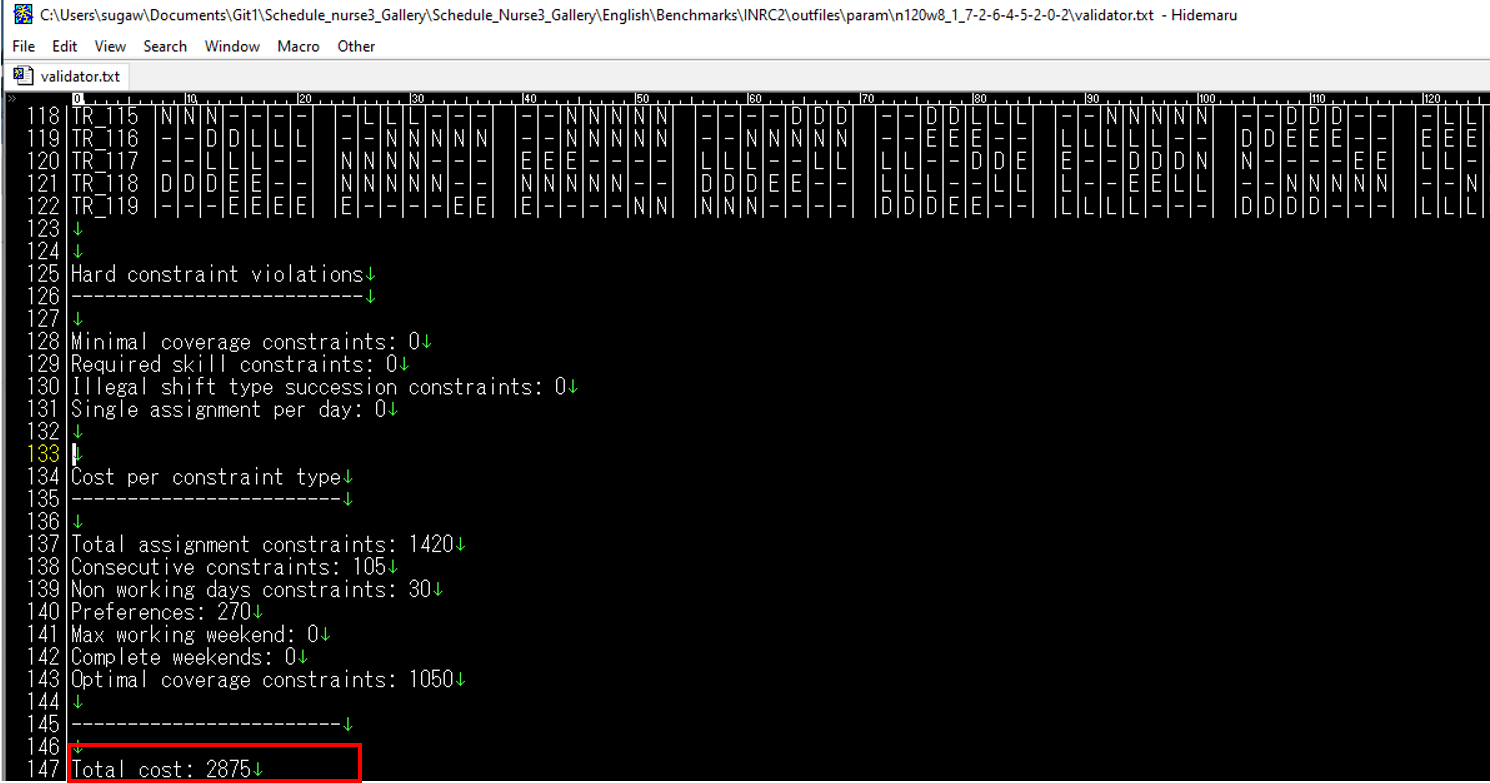 C:\Users\sugaw\Documents\Git1\Schedule_nurse3_Gallery\Schedule_Nurse3_Gallery\English\Benchmarks\INRC2\outfiles\param\n120w8_1_7-2-6-4-5-2-0-2\validator.txt - Hidemaru
File Edit View Search Window Macro Other
validator.txt
0 10 20 30 40 50 60 70 80 90 100 110 120
118 TR_115 |N|N|N|-|-|-|-| |-|L|L|L|-|-|-| |-|-|N|N|N|N|N| |-|-|-|-|D|D|D| |-|-|D|D|L|L|L| |-|-|N|N|N|N|N| |-|-|D|D|D|-|-| |-|L|L|
119 TR_116 |-|-|D|D|L|L|L| |-|-|N|N|N|N|N| |-|-|N|N|N|N|N| |-|-|N|N|N|N|N| |-|-|E|E|E|-|-| |L|L|L|L|L|-|-| |D|D|E|E|E|-|-| |E|E|E|
120 TR_117 |-|-|L|L|L|-|-| |N|N|N|N|-|-|-| |E|E|E|-|-|-|-| |L|L|L|-|-|L|L| |L|L|-|-|D|D|E| |E|-|-|D|D|D|N| |N|-|-|-|-|E|E| |L|-|-|
121 TR_118 |D|D|D|E|E|-|-| |N|N|N|N|N|-|-| |N|N|N|N|N|-|-| |D|D|D|E|E|-|-| |L|L|L|-|-|L|L| |L|-|-|E|E|L|L| |-|-|N|N|N|N|N| |-|-|N|
122 TR_119 |-|-|-|E|E|E|E| |E|-|-|-|-|E|E| |E|-|-|-|-|N|N| |N|N|N|-|-|-|-| |D|D|D|E|E|-|-| |L|L|L|L|-|-|-| |D|D|D|D|-|-|-| |L|L|L|
123 ↓
124 ↓
125 Hard constraint violations↓
126 --------------------------↓
127 ↓
128 Minimal coverage constraints: 0↓
129 Required skill constraints: 0↓
130 Illegal shift type succession constraints: 0↓
131 Single assignment per day: 0↓
132 ↓
133 ↓
134 Cost per constraint type↓
135 ------------------------↓
136 ↓
137 Total assignment constraints: 1420↓
138 Consecutive constraints: 105↓
139 Non working days constraints: 30↓
140 Preferences: 270↓
141 Max working weekend: 0↓
142 Complete weekends: 0↓
143 Optimal coverage constraints: 1050↓
144 ↓
145 ------------------------↓
146 ↓
147 Total cost: 2875↓